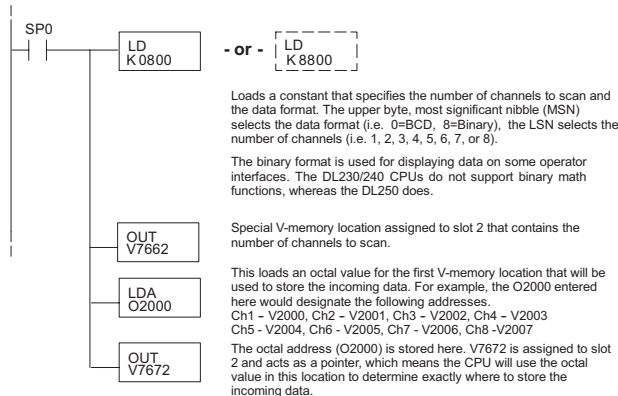 SP0
LD
K 0800
- or -
LD
K 8800
Loads a constant that specifies the number of channels to scan and
the data format. The upper byte, most significant nibble (MSN)
selects the data format (i.e. 0=BCD, 8=Binary), the LSN selects the
number of channels (i.e. 1, 2, 3, 4, 5, 6, 7, or 8).
The binary format is used for displaying data on some operator
interfaces. The DL230/240 CPUs do not support binary math
functions, whereas the DL250 does.
OUT
V7662
Special V-memory location assigned to slot 2 that contains the
number of channels to scan.
LDA
O2000
This loads an octal value for the first V-memory location that will be
used to store the incoming data. For example, the O2000 entered
here would designate the following addresses.
Ch1 – V2000, Ch2 – V2001, Ch3 – V2002, Ch4 – V2003
Ch5 - V2004, Ch6 - V2005, Ch7 - V2006, Ch8 -V2007
OUT
V7672
The octal address (O2000) is stored here. V7672 is assigned to slot
2 and acts as a pointer, which means the CPU will use the octal
value in this location to determine exactly where to store the
incoming data.